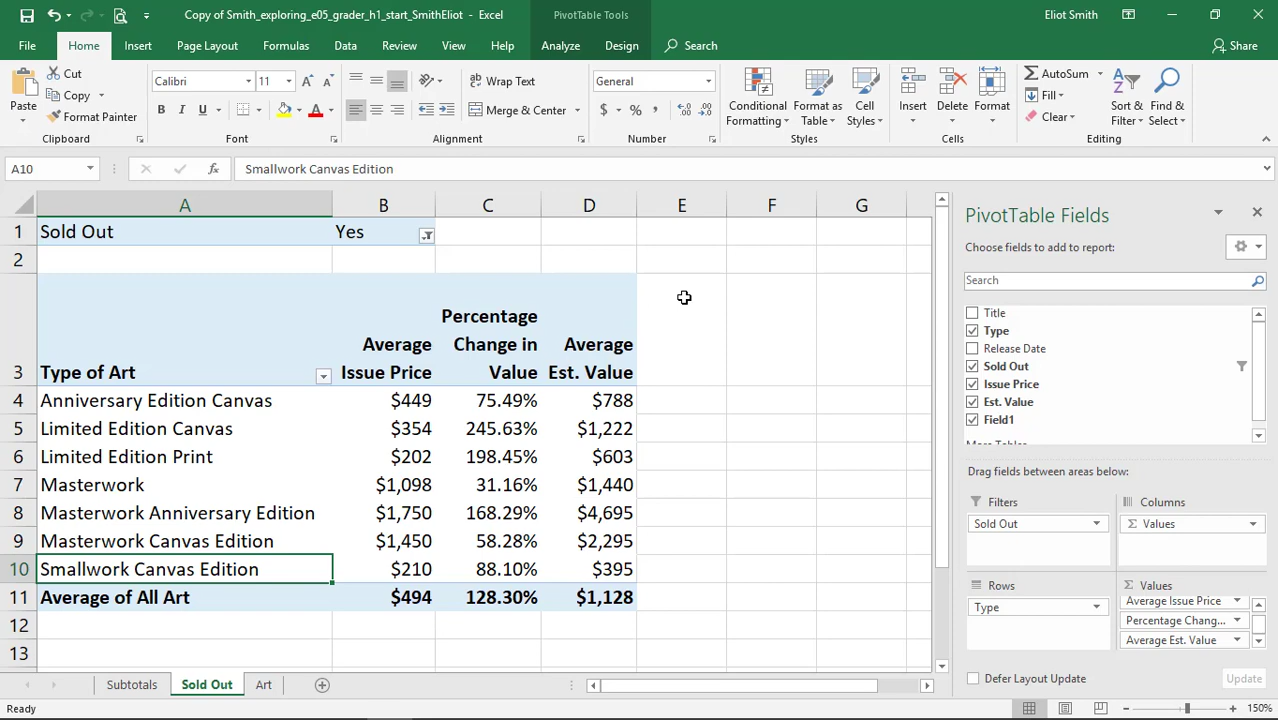 Copy of Smith_exploring_e05_grader_h1_start_SmithEliot - Excel
PivotTable Tools
Eliot Smith
File Home Insert Page Layout Formulas Data Review View Help Analyze Design Search Share
Paste
Cut
Copy
Format Painter
Clipboard
Calibri 11
B I U
Font
Wrap Text
Merge & Center
Alignment
General
$ % ,
Number
Conditional Formatting
Format as Table
Cell Styles
Styles
Insert Delete Format
Cells
AutoSum
Fill
Clear
Sort & Filter
Find & Select
Editing
A10
fx
Smallwork Canvas Edition
A B C D E F G
1 Sold Out Yes
2
3 Type of Art Average Issue Price Percentage Change in Value Average Est. Value
4 Anniversary Edition Canvas $449 75.49% $788
5 Limited Edition Canvas $354 245.63% $1,222
6 Limited Edition Print $202 198.45% $603
7 Masterwork $1,098 31.16% $1,440
8 Masterwork Anniversary Edition $1,750 168.29% $4,695
9 Masterwork Canvas Edition $1,450 58.28% $2,295
10 Smallwork Canvas Edition $210 88.10% $395
11 Average of All Art $494 128.30% $1,128
12
13
PivotTable Fields
Choose fields to add to report:
Search
Title
Type
Release Date
Sold Out
Issue Price
Est. Value
Field1
More Tables
Drag fields between areas below:
Filters
Sold Out
Columns
Σ Values
Rows
Type
Σ Values
Average Issue Price
Percentage Chang...
Average Est. Value
Defer Layout Update
Update
Subtotals Sold Out Art
Ready
150%